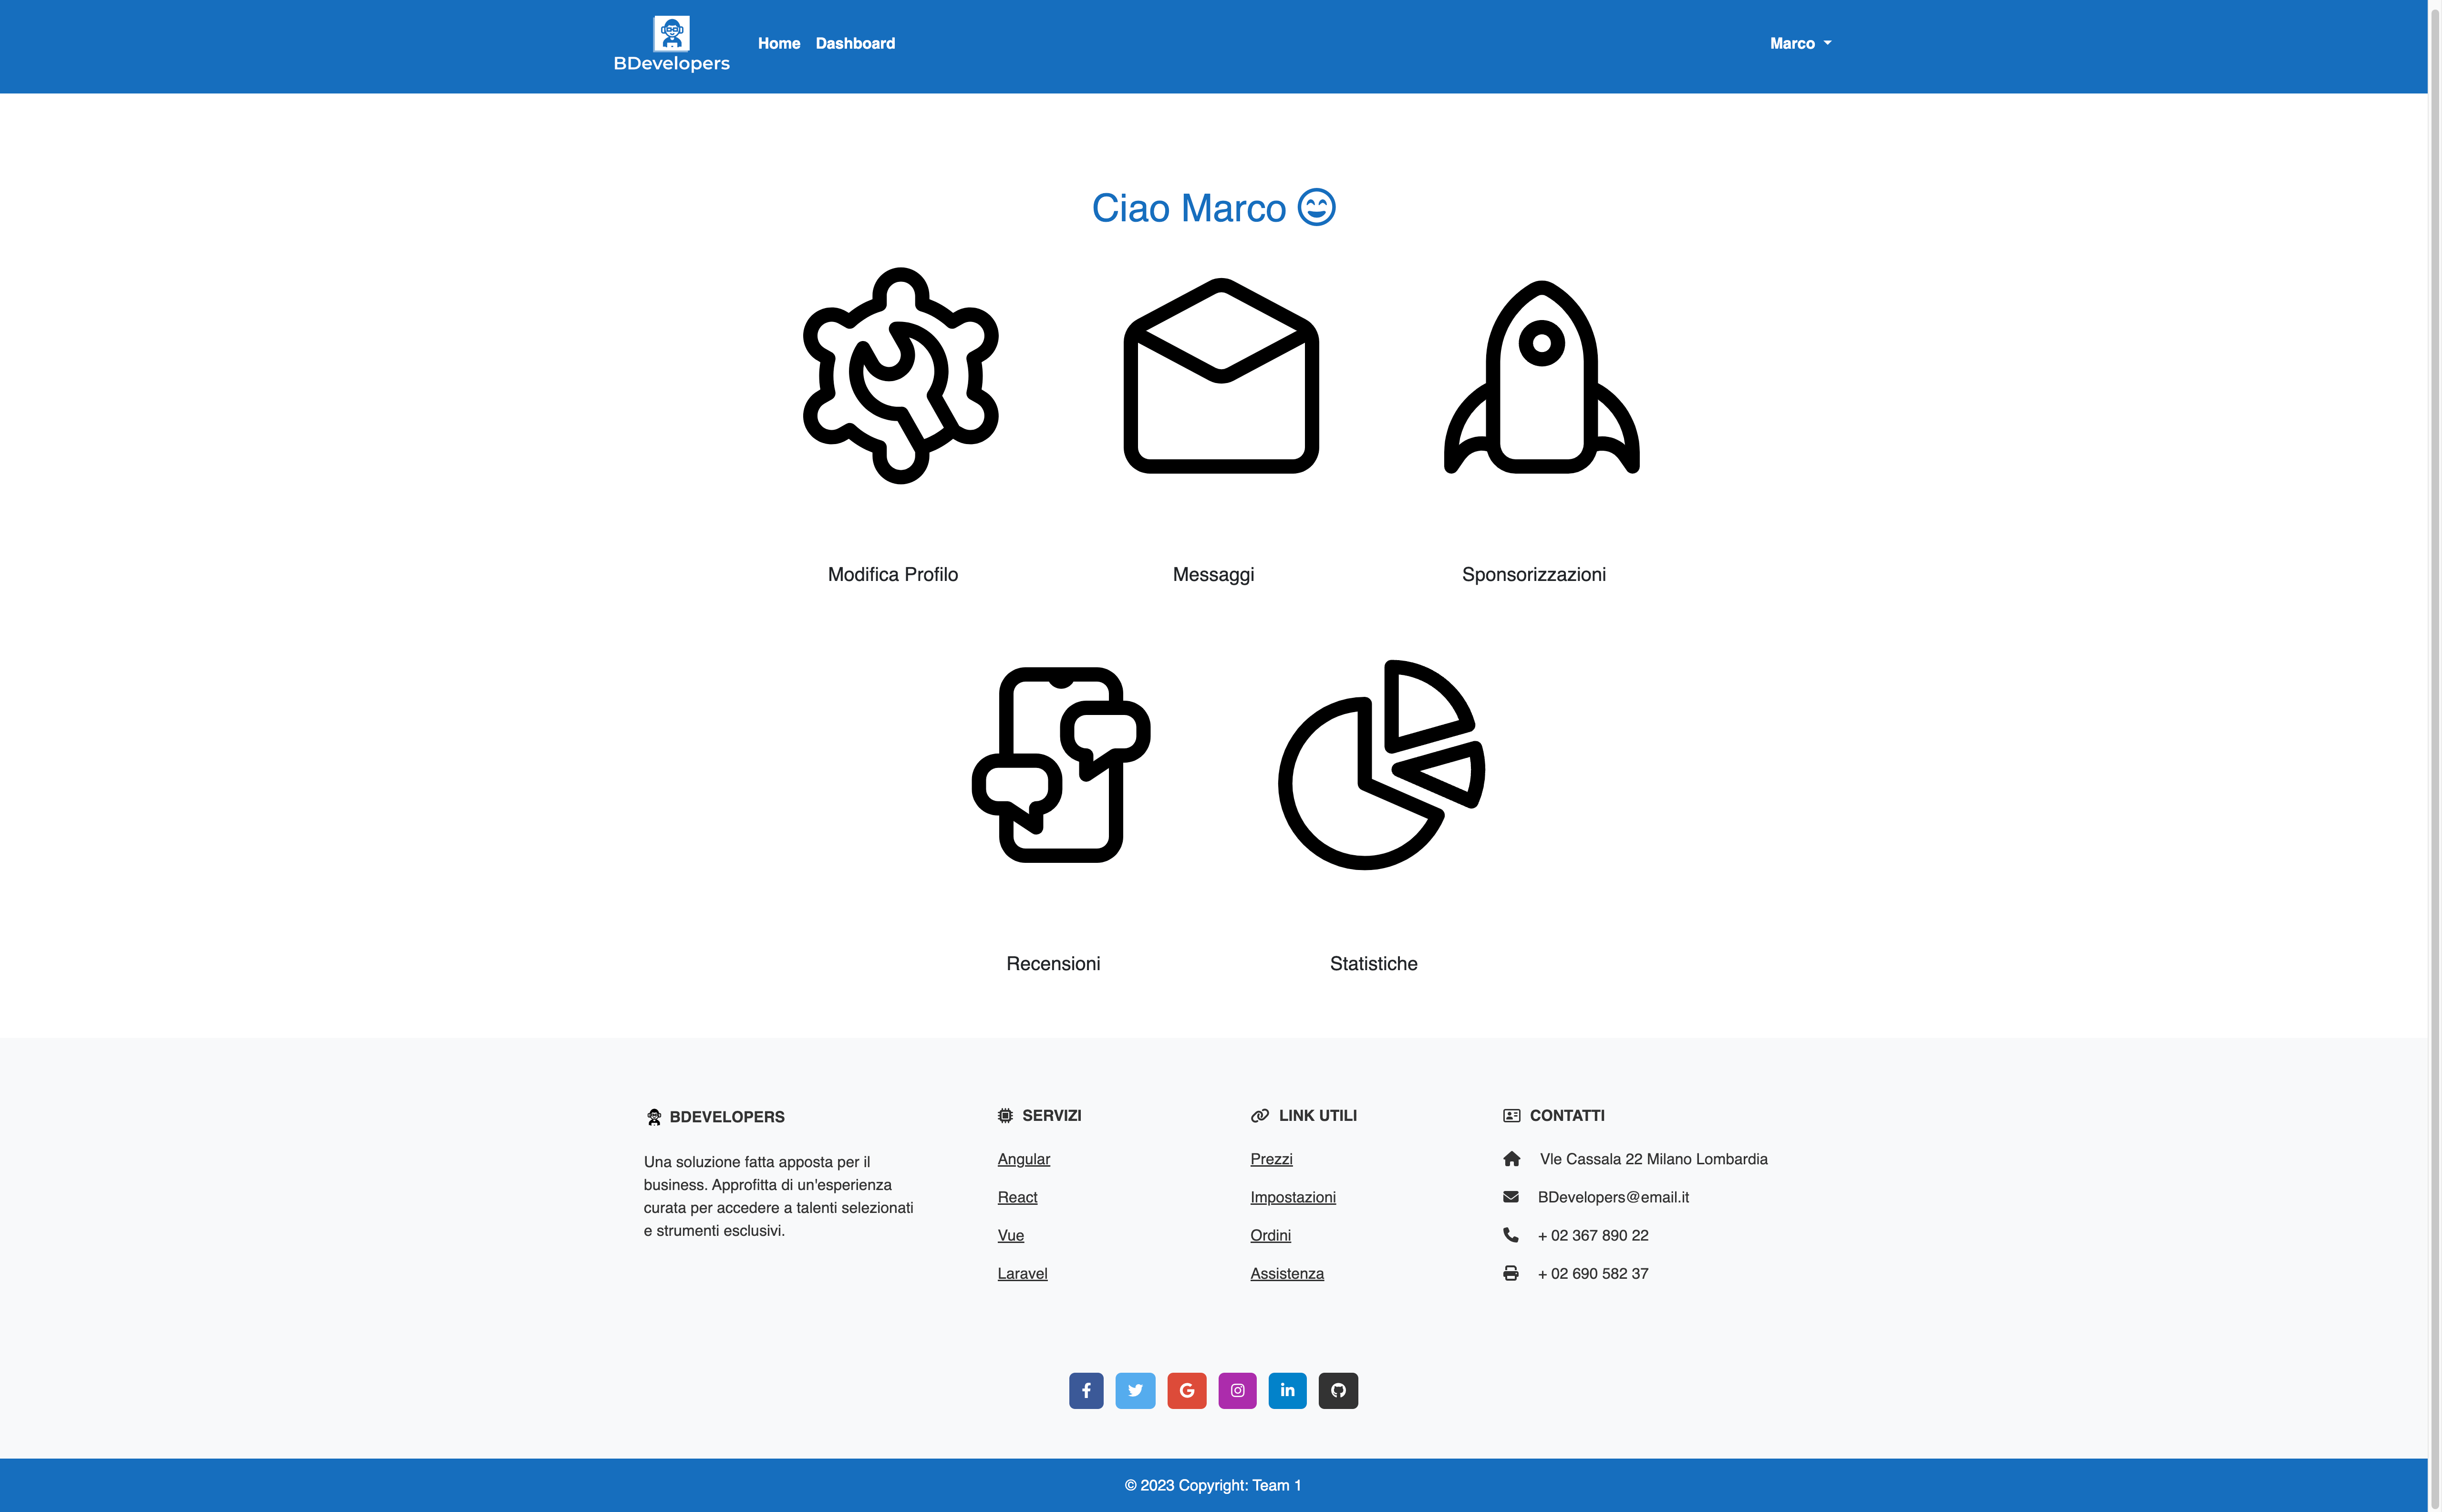 BDevelopers
Home
Dashboard
Marco
Ciao Marco
Modifica Profilo
Messaggi
Sponsorizzazioni
Recensioni
Statistiche
BDEVELOPERS
Una soluzione fatta apposta per il
business. Approfitta di un'esperienza
curata per accedere a talenti selezionati
e strumenti esclusivi.
SERVIZI
Angular
React
Vue
Laravel
LINK UTILI
Prezzi
Impostazioni
Ordini
Assistenza
CONTATTI
Vle Cassala 22 Milano Lombardia
BDevelopers@email.it
+ 02 367 890 22
+ 02 690 582 37
© 2023 Copyright: Team 1